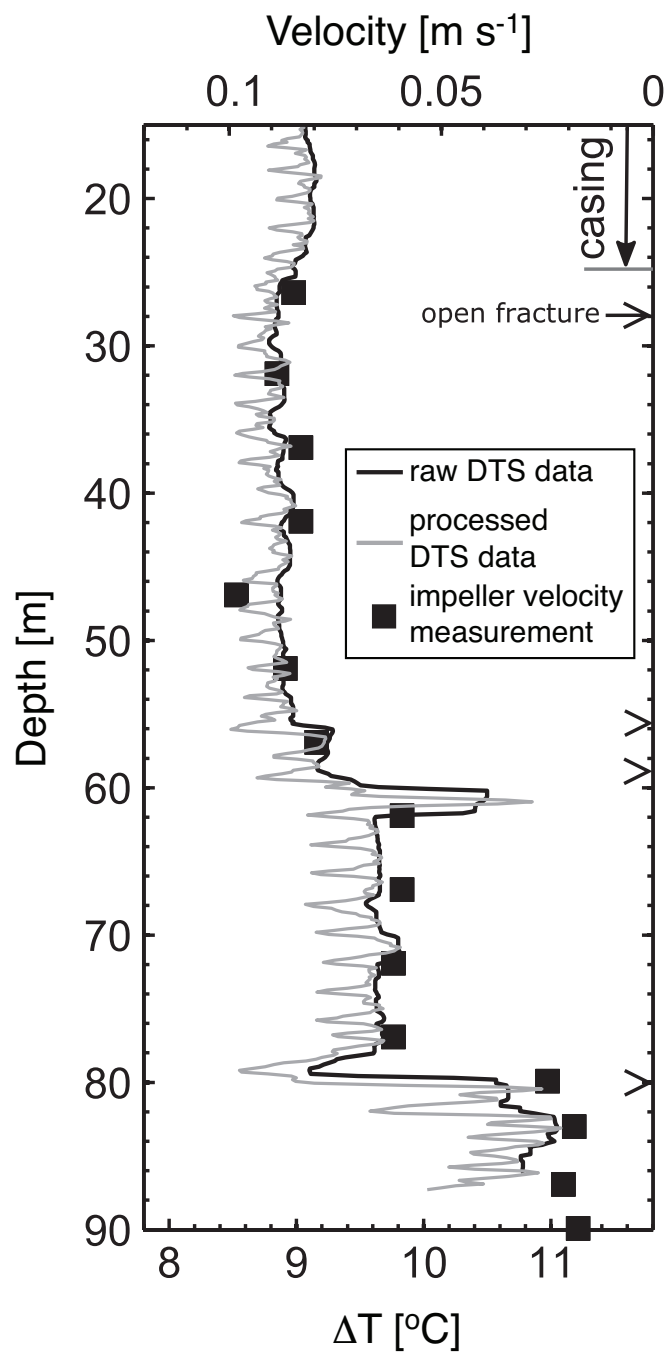 Velocity [m s-1]
0.1 0.05 0
casing
20
open fracture
30
raw DTS data
40
processed
DTS data
impeller velocity
measurement
50
Depth [m]
60
70
80
90
8 9 10 11
ΔT [oC]